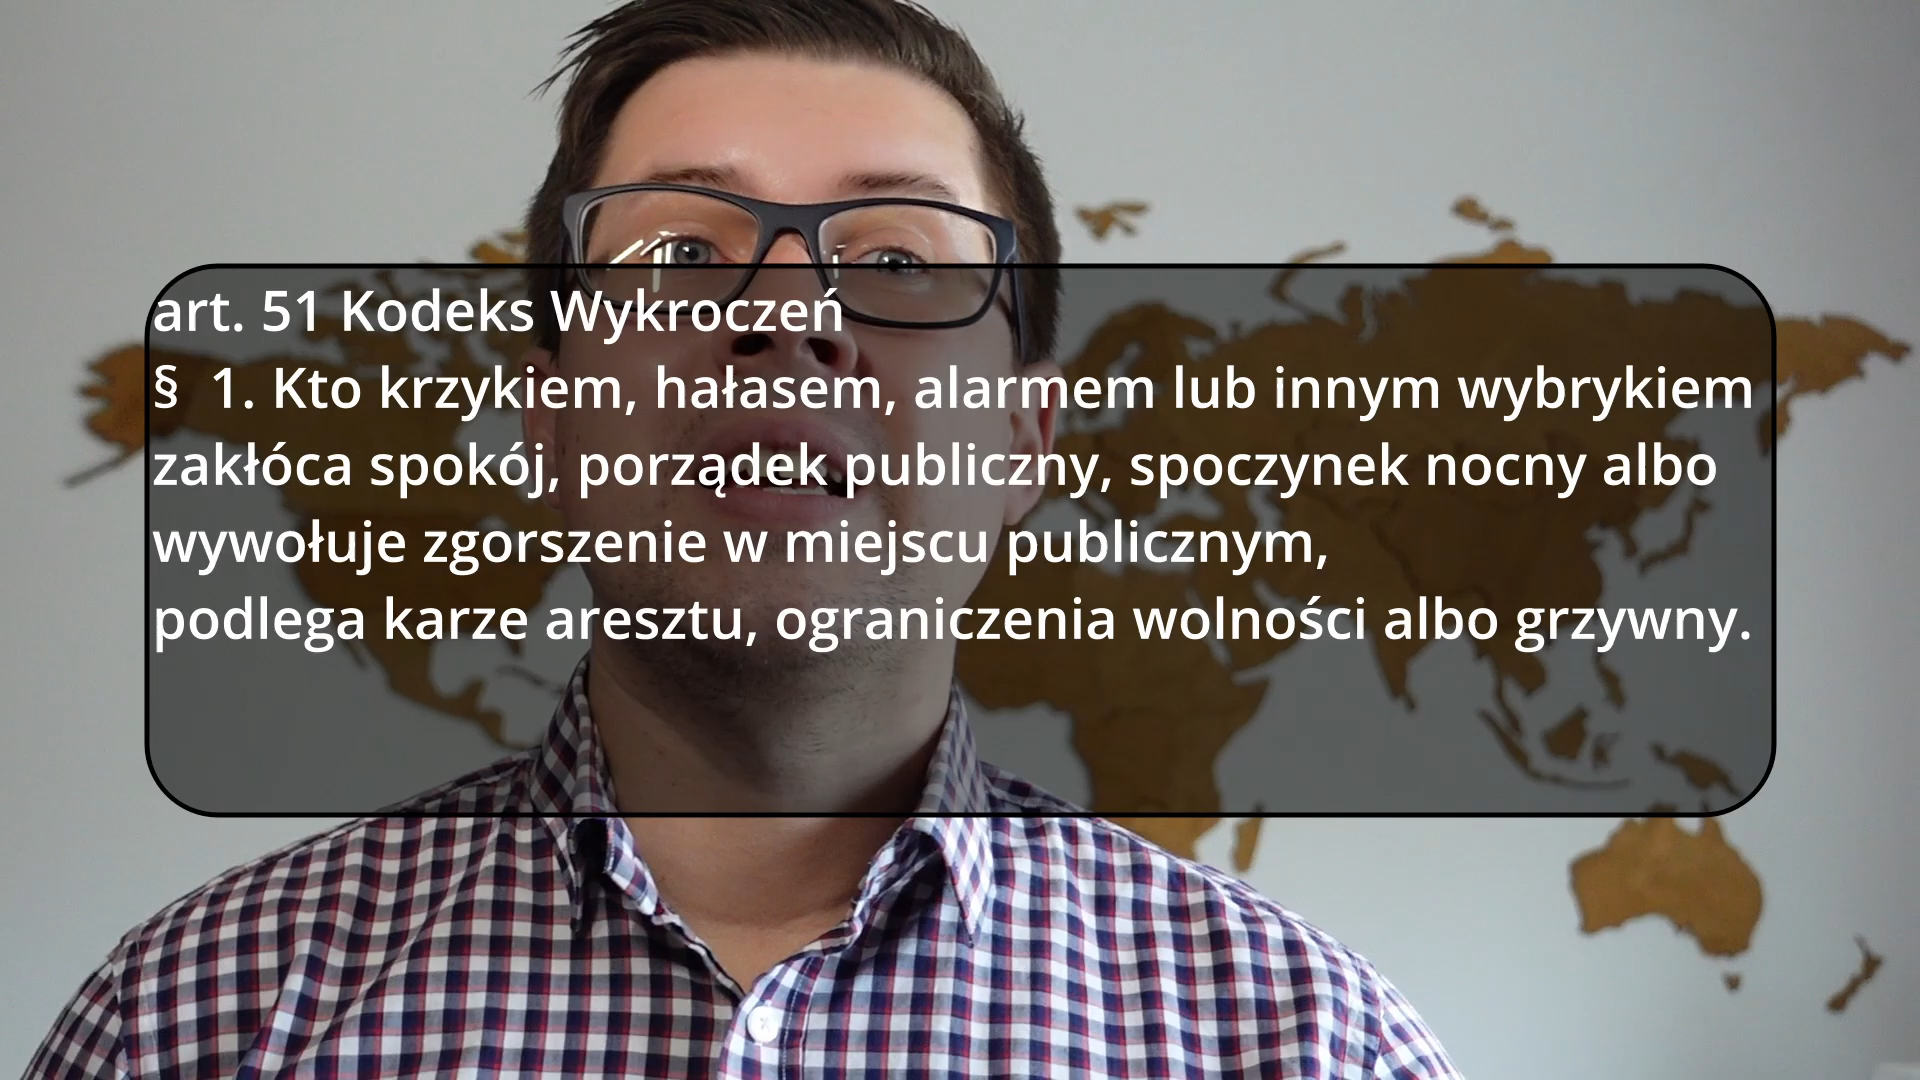 art. 51 Kodeks Wykroczeń
§  1. Kto krzykiem, hałasem, alarmem lub innym wybrykiem
zakłóca spokój, porządek publiczny, spoczynek nocny albo
wywołuje zgorszenie w miejscu publicznym,
podlega karze aresztu, ograniczenia wolności albo grzywny.